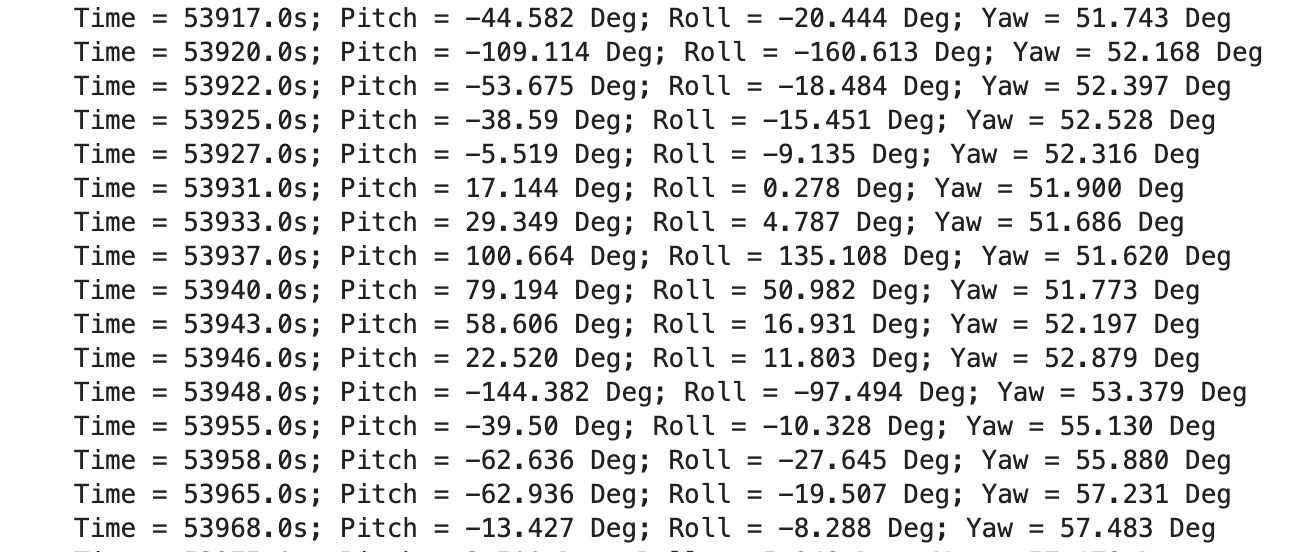 Time = 53917.0s; Pitch = -44.582 Deg; Roll = -20.444 Deg; Yaw = 51.743 Deg
Time = 53920.0s; Pitch = -109.114 Deg; Roll = -160.613 Deg; Yaw = 52.168 Deg
Time = 53922.0s; Pitch = -53.675 Deg; Roll = -18.484 Deg; Yaw = 52.397 Deg
Time = 53925.0s; Pitch = -38.59 Deg; Roll = -15.451 Deg; Yaw = 52.528 Deg
Time = 53927.0s; Pitch = -5.519 Deg; Roll = -9.135 Deg; Yaw = 52.316 Deg
Time = 53931.0s; Pitch = 17.144 Deg; Roll = 0.278 Deg; Yaw = 51.900 Deg
Time = 53933.0s; Pitch = 29.349 Deg; Roll = 4.787 Deg; Yaw = 51.686 Deg
Time = 53937.0s; Pitch = 100.664 Deg; Roll = 135.108 Deg; Yaw = 51.620 Deg
Time = 53940.0s; Pitch = 79.194 Deg; Roll = 50.982 Deg; Yaw = 51.773 Deg
Time = 53943.0s; Pitch = 58.606 Deg; Roll = 16.931 Deg; Yaw = 52.197 Deg
Time = 53946.0s; Pitch = 22.520 Deg; Roll = 11.803 Deg; Yaw = 52.879 Deg
Time = 53948.0s; Pitch = -144.382 Deg; Roll = -97.494 Deg; Yaw = 53.379 Deg
Time = 53955.0s; Pitch = -39.50 Deg; Roll = -10.328 Deg; Yaw = 55.130 Deg
Time = 53958.0s; Pitch = -62.636 Deg; Roll = -27.645 Deg; Yaw = 55.880 Deg
Time = 53965.0s; Pitch = -62.936 Deg; Roll = -19.507 Deg; Yaw = 57.231 Deg
Time = 53968.0s; Pitch = -13.427 Deg; Roll = -8.288 Deg; Yaw = 57.483 Deg